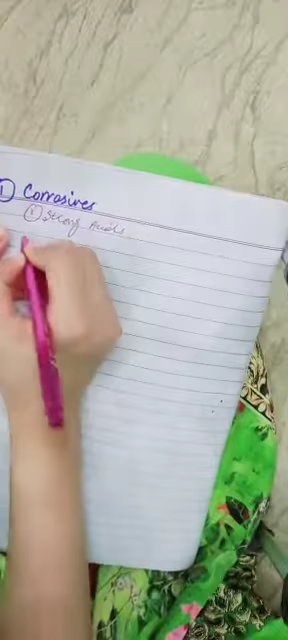 ① Corrosives
① Strong Acids